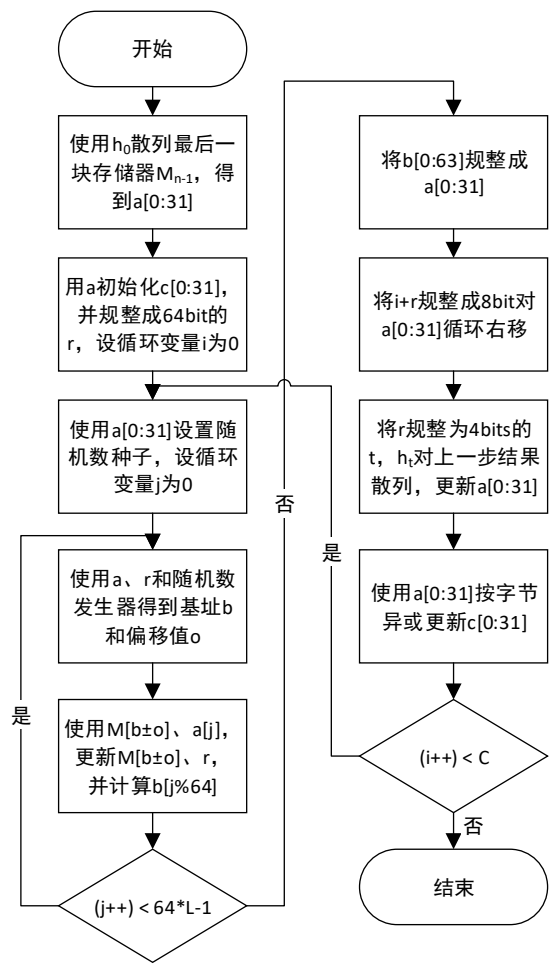 开始
使用h₀散列最后一
块存储器Mₙ₋₁，得
到a[0:31]
用a初始化c[0:31]，
并规整成64bit的
r，设循环变量i为0
使用a[0:31]设置随
机数种子，设循环
变量j为0
使用a、r和随机数
发生器得到基址b
和偏移值o
使用M[b±o]、a[j]，
更新M[b±o]、r，
并计算b[j%64]
(j++) < 64*L-1
是
否
将b[0:63]规整成
a[0:31]
将i+r规整成8bit对
a[0:31]循环右移
将r规整为4bits的
t，hₜ对上一步结果
散列，更新a[0:31]
使用a[0:31]按字节
异或更新c[0:31]
(i++) < C
是
否
结束